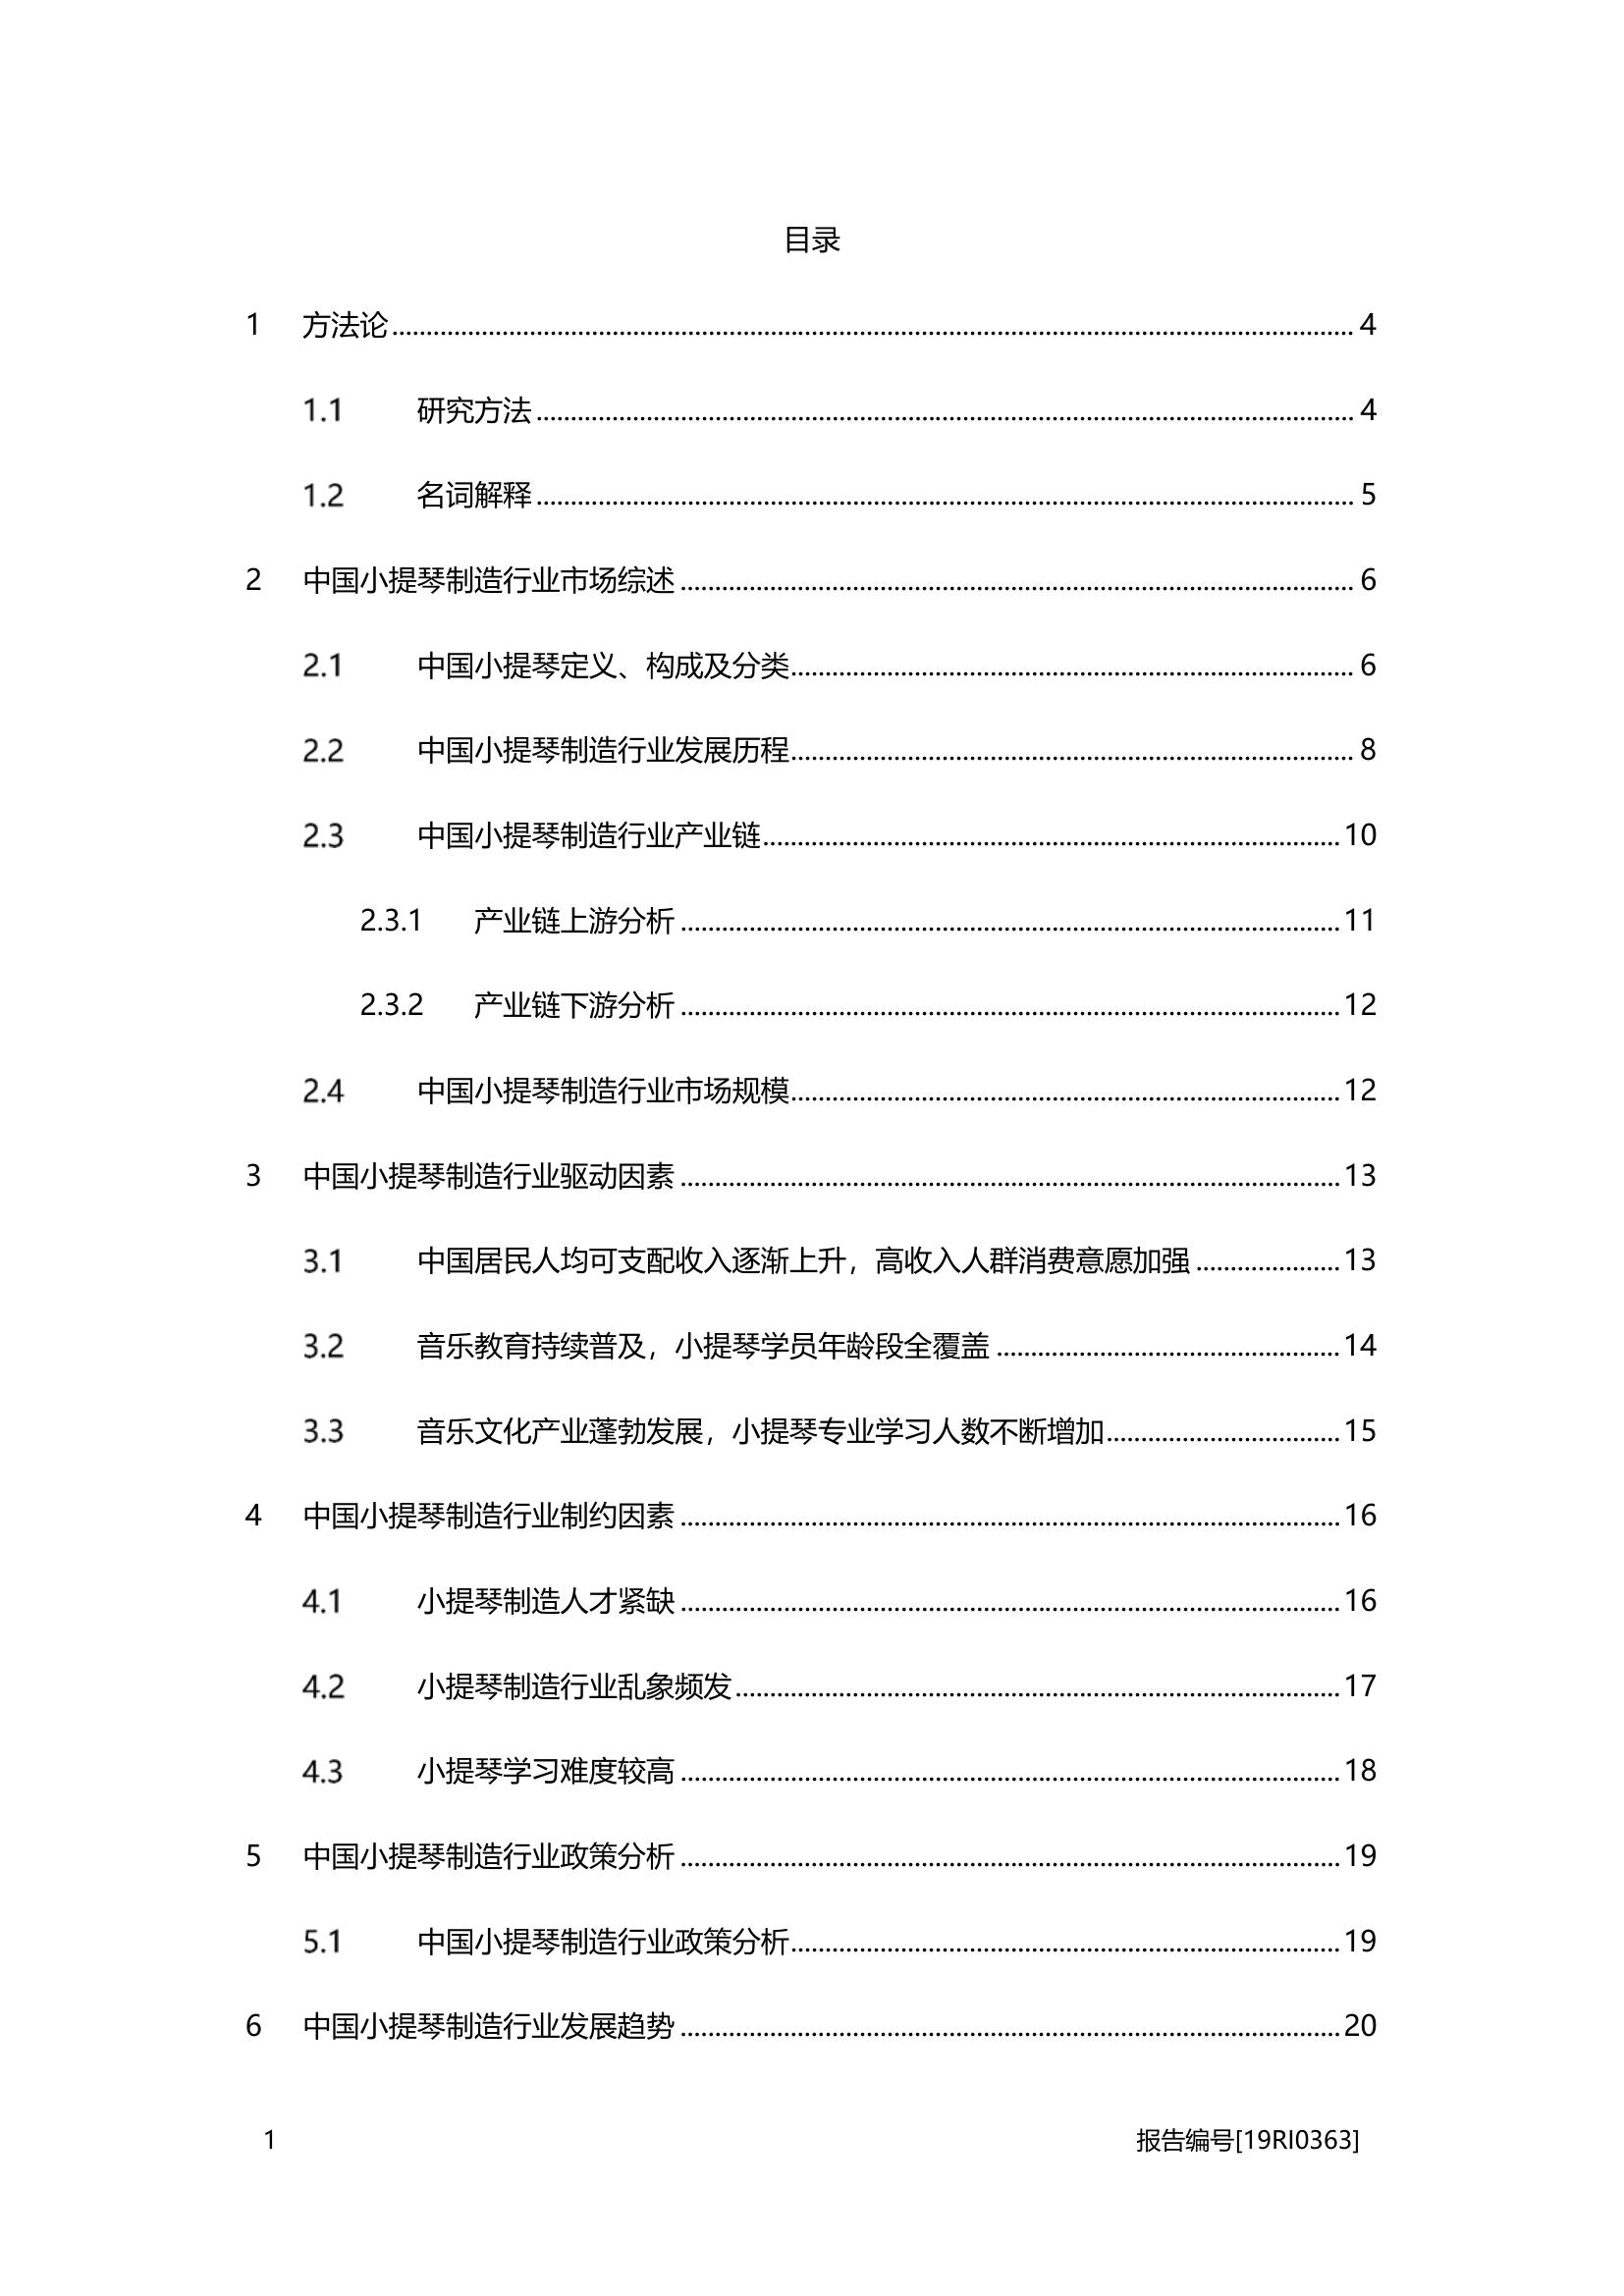 目录
1 方法论 4
1.1 研究方法 4
1.2 名词解释 5
2 中国小提琴制造行业市场综述 6
2.1 中国小提琴定义、构成及分类 6
2.2 中国小提琴制造行业发展历程 8
2.3 中国小提琴制造行业产业链 10
2.3.1 产业链上游分析 11
2.3.2 产业链下游分析 12
2.4 中国小提琴制造行业市场规模 12
3 中国小提琴制造行业驱动因素 13
3.1 中国居民人均可支配收入逐渐上升，高收入人群消费意愿加强 13
3.2 音乐教育持续普及，小提琴学员年龄段全覆盖 14
3.3 音乐文化产业蓬勃发展，小提琴专业学习人数不断增加 15
4 中国小提琴制造行业制约因素 16
4.1 小提琴制造人才紧缺 16
4.2 小提琴制造行业乱象频发 17
4.3 小提琴学习难度较高 18
5 中国小提琴制造行业政策分析 19
5.1 中国小提琴制造行业政策分析 19
6 中国小提琴制造行业发展趋势 20
1 报告编号[19RI0363]